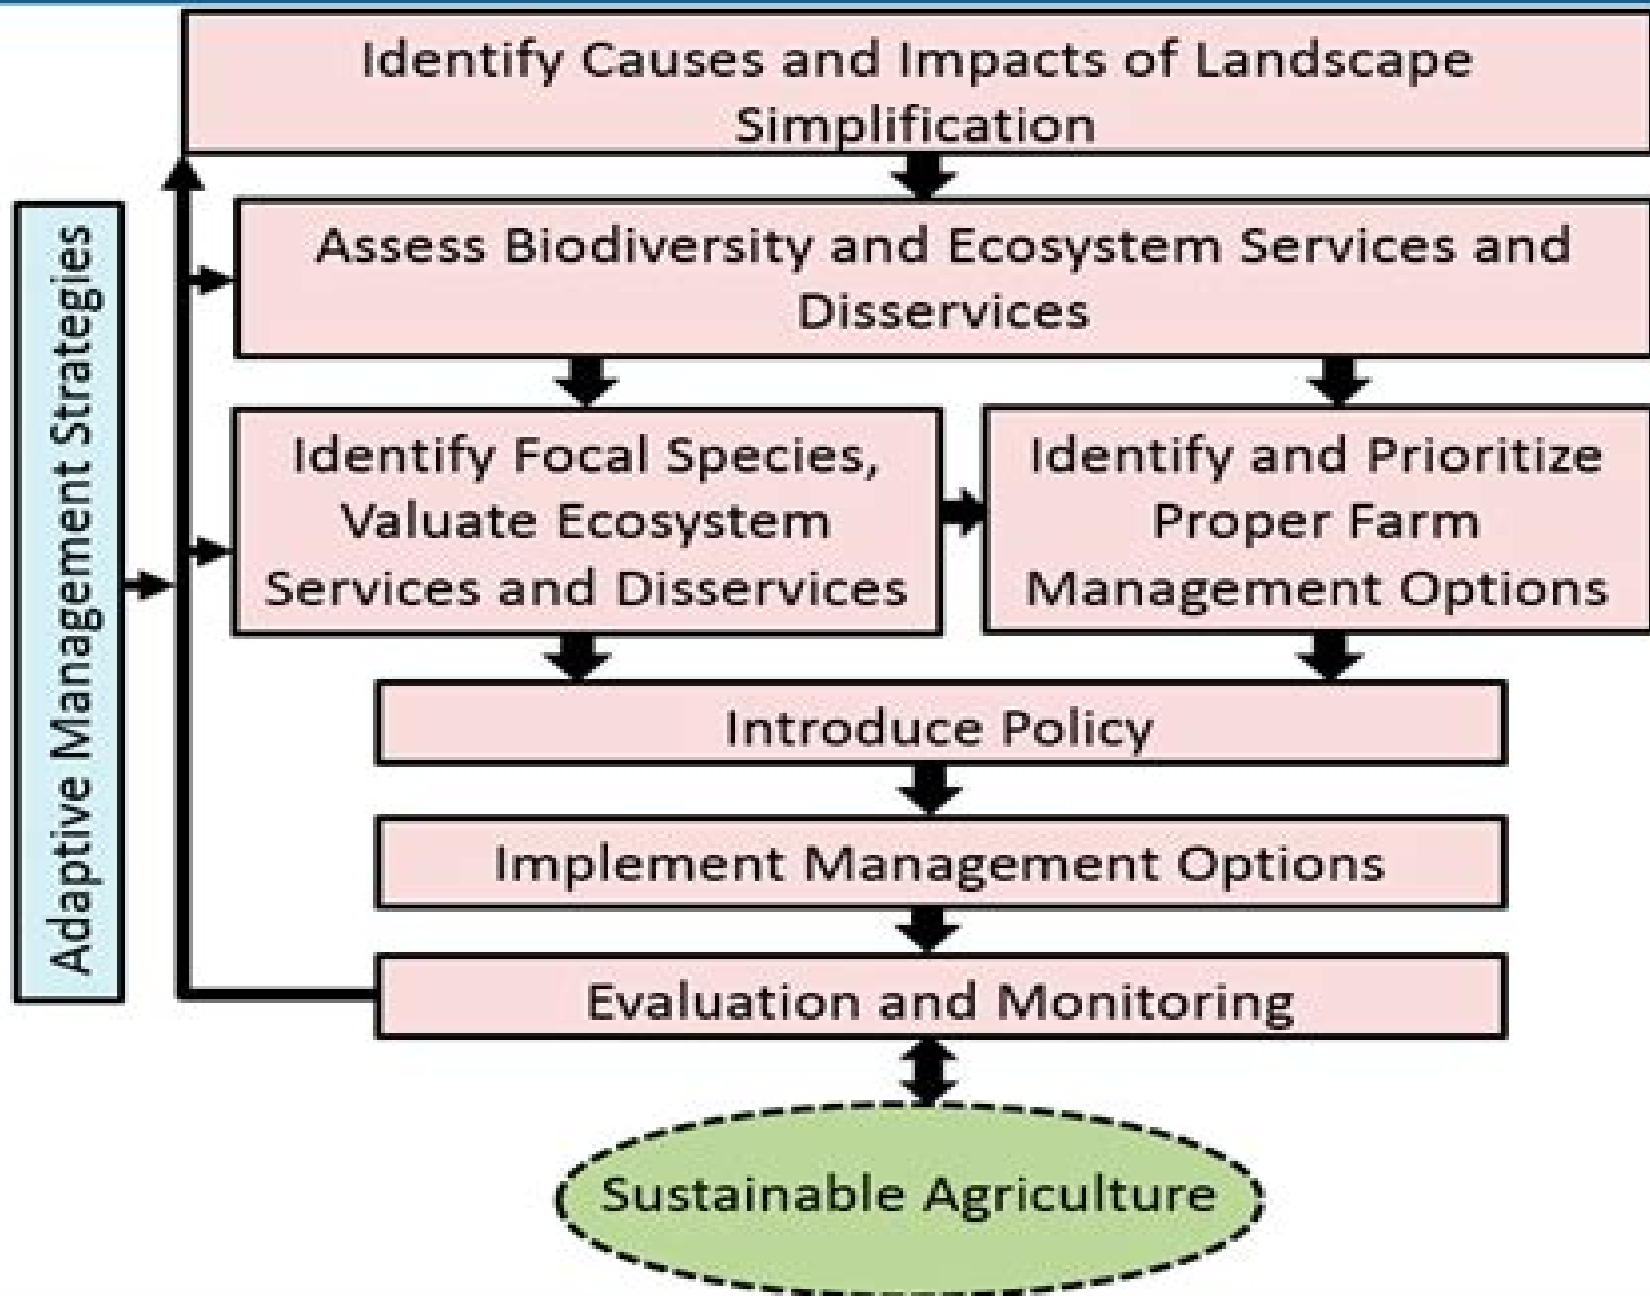 Identify Causes and Impacts of Landscape
Simplification
Assess Biodiversity and Ecosystem Services and
Disservices
Adaptive Management Strategies
Identify Focal Species,
Valuate Ecosystem
Services and Disservices
Identify and Prioritize
Proper Farm
Management Options
Introduce Policy
Implement Management Options
Evaluation and Monitoring
Sustainable Agriculture